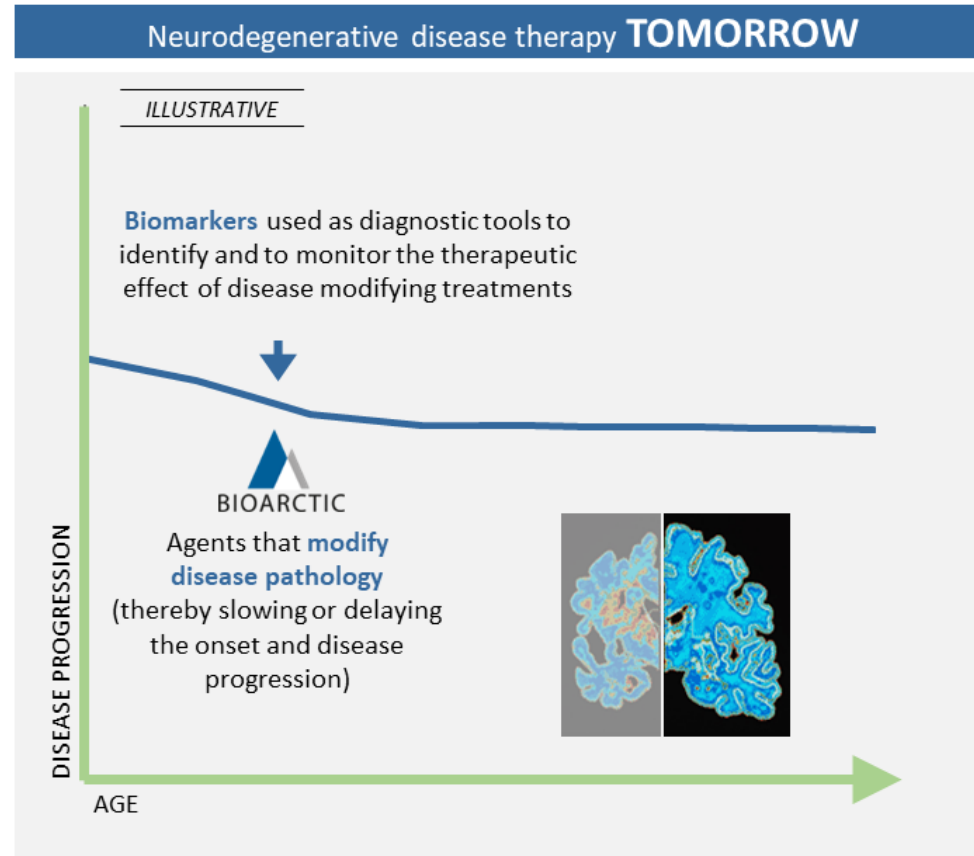 Neurodegenerative disease therapy TOMORROW
ILLUSTRATIVE
Biomarkers used as diagnostic tools to
identify and to monitor the therapeutic
effect of disease modifying treatments
BIOARCTIC
Agents that modify
disease pathology
(thereby slowing or delaying
the onset and disease
progression)
DISEASE PROGRESSION
AGE